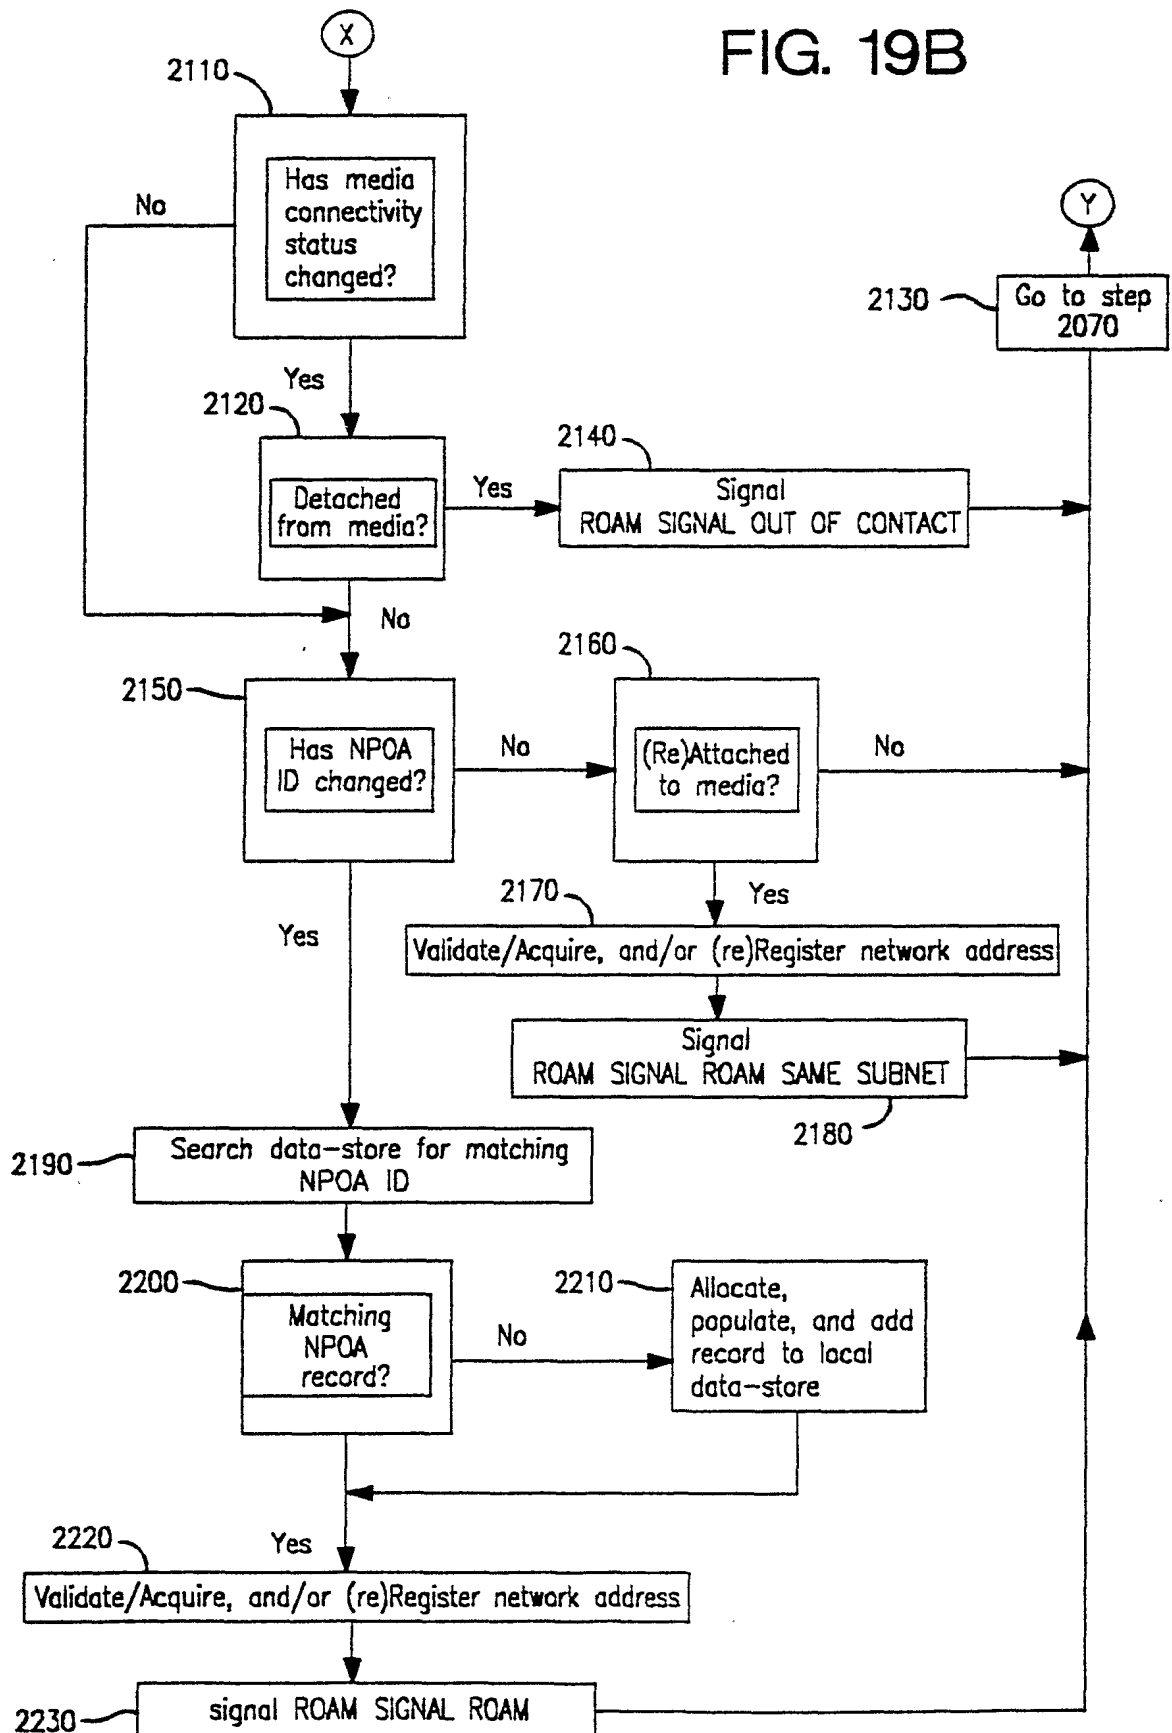 FIG. 19B
X
2110
Has media
connectivity
status
changed?
No
Y
2130
Go to step
2070
Yes
2120
Detached
from media?
Yes
2140
Signal
ROAM SIGNAL OUT OF CONTACT
No
2150
Has NPOA
ID changed?
No
2160
(Re)Attached
to media?
No
Yes
2170
Yes
Validate/Acquire, and/or (re)Register network address
Signal
ROAM SIGNAL ROAM SAME SUBNET
2180
2190
Search data-store for matching
NPOA ID
2200
Matching
NPOA
record?
No
2210
Allocate,
populate, and add
record to local
data-store
2220
Yes
Validate/Acquire, and/or (re)Register network address
2230
signal ROAM SIGNAL ROAM